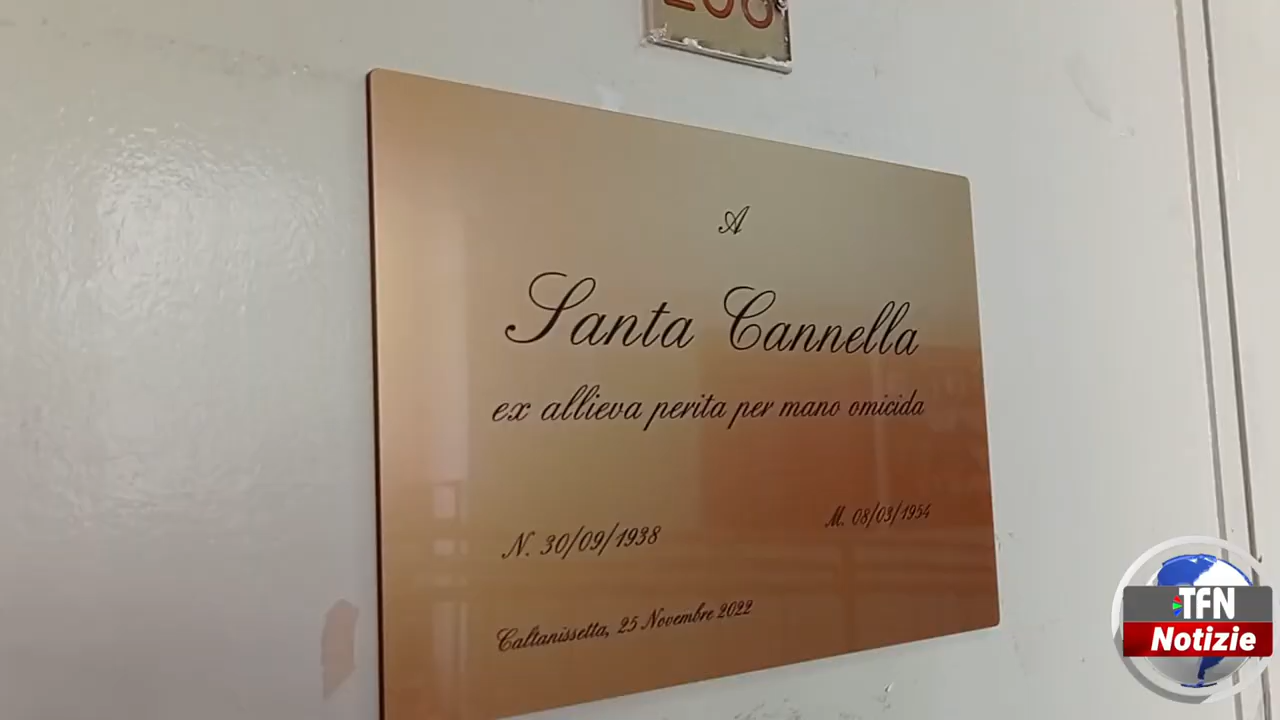 A
Santa Cannella
ex allieva perita per mano omicida
N. 30/09/1938
M. 08/03/1954
Caltanissetta, 25 Novembre 2022
TFN
Notizie